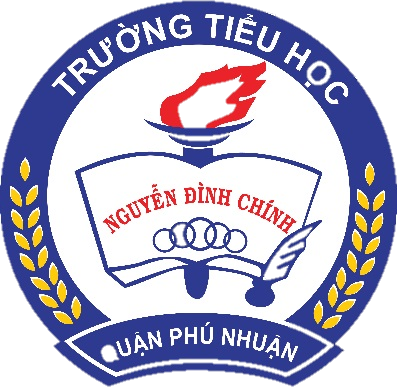 TRƯỜNG TIỂU HỌC
NGUYỄN ĐÌNH CHÍNH
QUẬN PHÚ NHUẬN